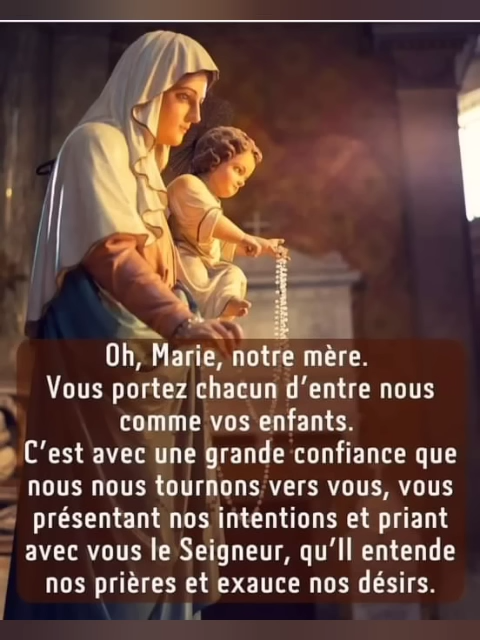 Oh, Marie, notre mère.
Vous portez chacun d'entre nous
comme vos enfants.
C'est avec une grande confiance que
nous nous tournons vers vous, vous
présentant nos intentions et priant
avec vous le Seigneur, qu'Il entende
nos prières et exauce nos désirs.